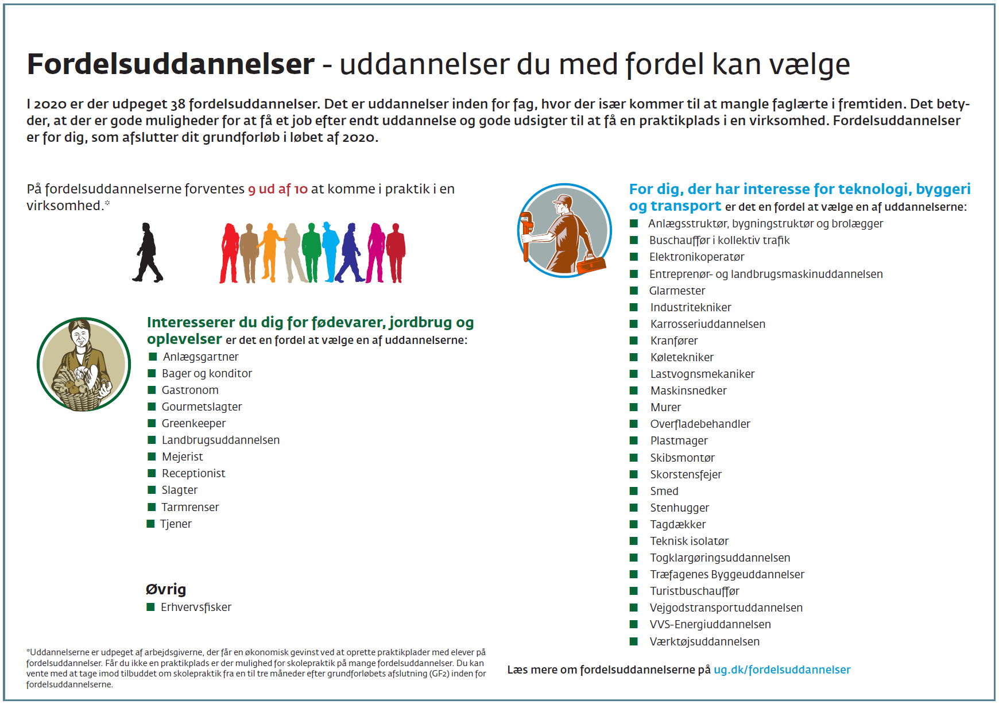 Fordelsuddannelser - uddannelser du med fordel kan vælge
I 2020 er der udpeget 38 fordelsuddannelser. Det er uddannelser inden for fag, hvor der især kommer til at mangle faglærte i fremtiden. Det bety-
der, at der er gode muligheder for at få et job efter endt uddannelse og gode udsigter til at få en praktikplads i en virksomhed. Fordelsuddannelser
er for dig, som afslutter dit grundforløb i løbet af 2020.
På fordelsuddannelserne forventes 9 ud af 10 at komme i praktik i en
virksomhed.*
Interesserer du dig for fødevarer, jordbrug og
oplevelser er det en fordel at vælge en af uddannelserne:
■ Anlægsgartner
■ Bager og konditor
■ Gastronom
■ Gourmetslagter
■ Greenkeeper
■ Landbrugsuddannelsen
■ Mejerist
■ Receptionist
■ Slagter
■ Tarmrenser
■ Tjener
Øvrig
■ Erhvervsfisker
*Uddannelserne er udpeget af arbejdsgiverne, der får en økonomisk gevinst ved at oprette praktikplader med elever på
fordelsuddannelser. Får du ikke en praktikplads er der mulighed for skolepraktik på mange fordelsuddannelser. Du kan
vente med at tage imod tilbuddet om skolepraktik fra en til tre måneder efter grundforløbets afslutning (GF2) inden for
fordelsuddannelserne.
For dig, der har interesse for teknologi, byggeri
og transport er det en fordel at vælge en af uddannelserne:
■ Anlægsstruktør, bygningstruktør og brolægger
■ Buschauffør i kollektiv trafik
■ Elektronikoperatør
■ Entreprenør- og landbrugsmaskinuddannelsen
■ Glarmester
■ Industritekniker
■ Karrosseriuddannelsen
■ Kranfører
■ Køletekniker
■ Lastvognsmekaniker
■ Maskinsnedker
■ Murer
■ Overfladebehandler
■ Plastmager
■ Skibsmontør
■ Skorstensfejer
■ Smed
■ Stenhugger
■ Tagdækker
■ Teknisk isolatør
■ Togklargøringsuddannelsen
■ Træfagenes Byggeuddannelser
■ Turistbuschauffør
■ Vejgodstransportuddannelsen
■ VVS-Energiuddannelsen
■ Værktøjsuddannelsen
Læs mere om fordelsuddannelserne på ug.dk/fordelsuddannelser